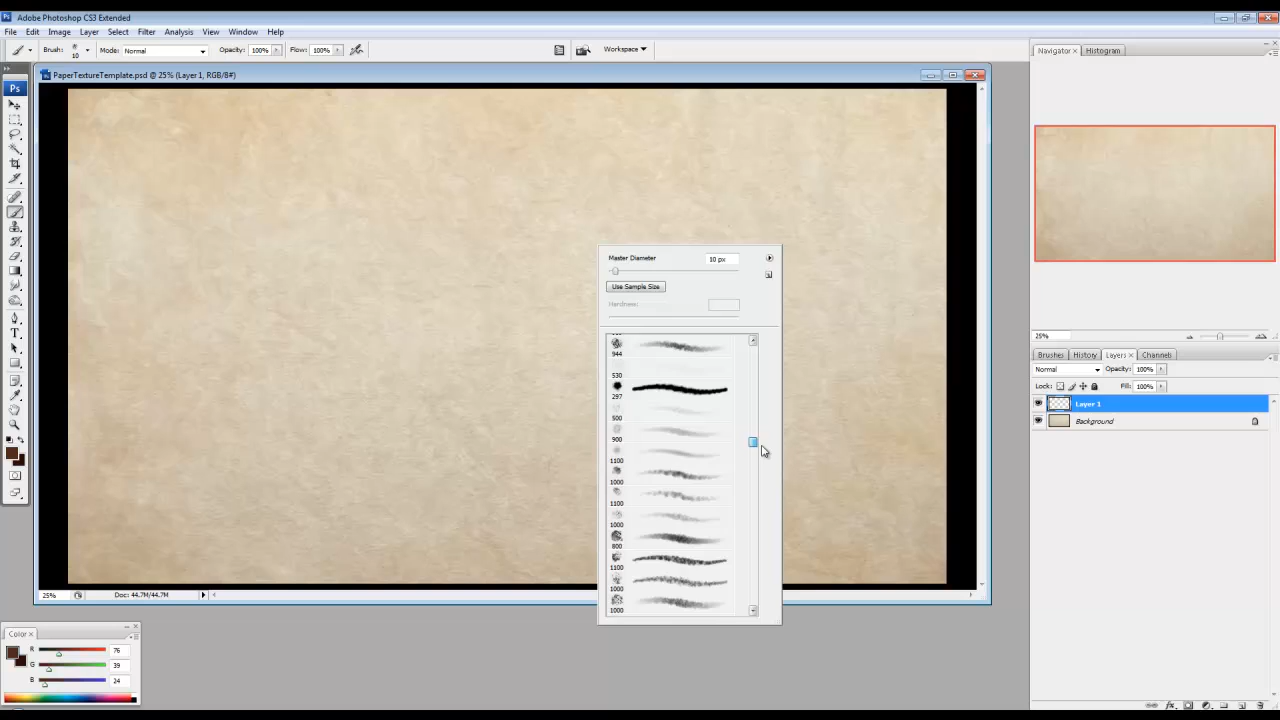 Adobe Photoshop CS3 Extended
File Edit Image Layer Select Filter Analysis View Window Help
Brush: 10 Mode: Normal Opacity: 100% Flow: 100% Workspace
Navigator Histogram
PaperTextureTemplate.psd @ 25% (Layer 1, RGB/8#)
Ps
Master Diameter 10 px
Use Sample Size
Hardness:
944
530
297
500
900
1100
1000
1100
1000
800
1100
1000
1000
25%
Brushes History Layers Channels
Normal Opacity: 100%
Lock: Fill: 100%
Layer 1
Background
25% Doc: 44.7M/44.7M
Color
R 76
G 39
B 24